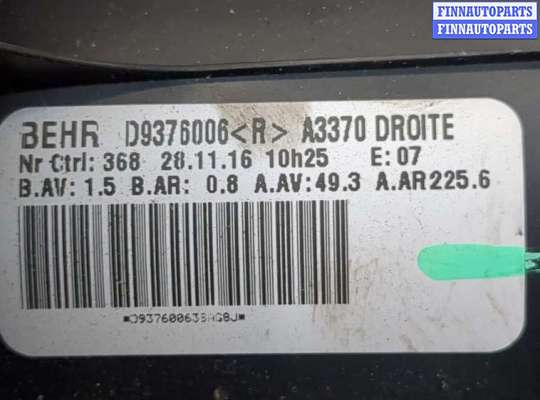 FINNAUTOPARTS
FINNAUTOPARTS
BEHR D9376006<R> A3370 DROITE
Nr Ctrl: 368 28.11.16 10h25 E: 07
B.AV: 1.5 B.AR: 0.8 A.AV:49.3 A.AR225.6